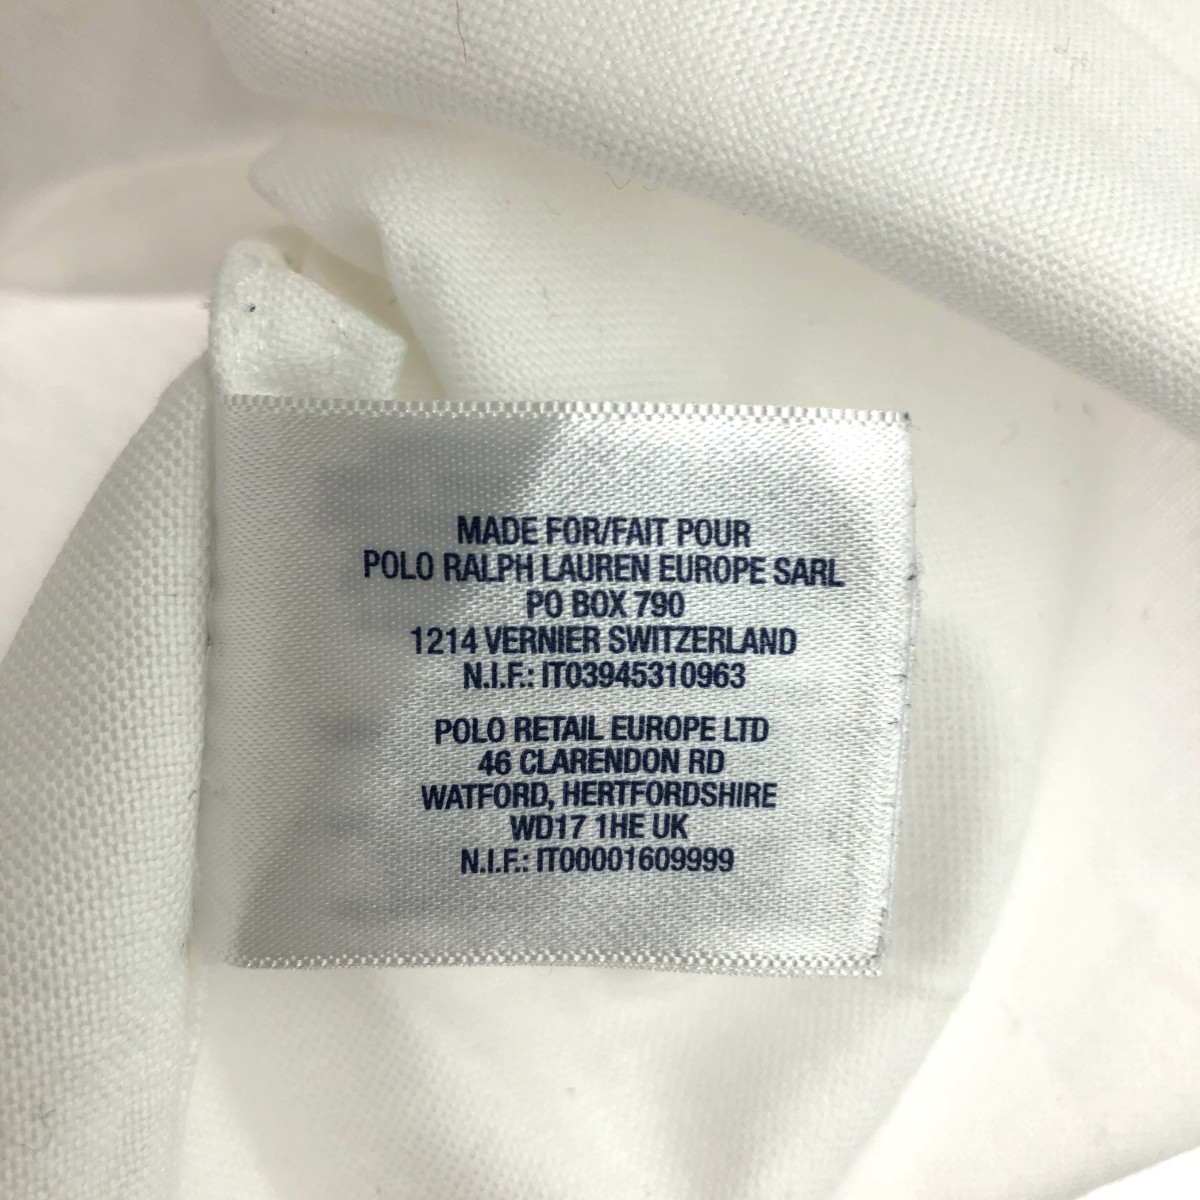 MADE FOR/FAIT POUR
POLO RALPH LAUREN EUROPE SARL
PO BOX 790
1214 VERNIER SWITZERLAND
N.I.F.: IT03945310963
POLO RETAIL EUROPE LTD
46 CLARENDON RD
WATFORD, HERTFORDSHIRE
WD17 1HE UK
N.I.F.: IT00001609999